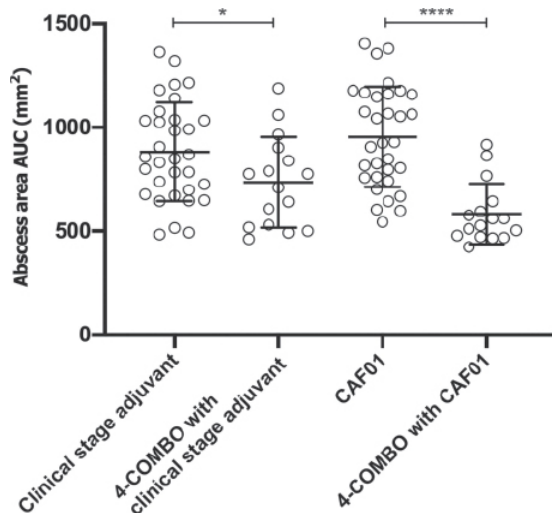 * ****
1500
1000
500
0
Abscess area AUC (mm²)
Clinical stage adjuvant
4-COMBO with
clinical stage adjuvant
CAF01
4-COMBO with CAF01